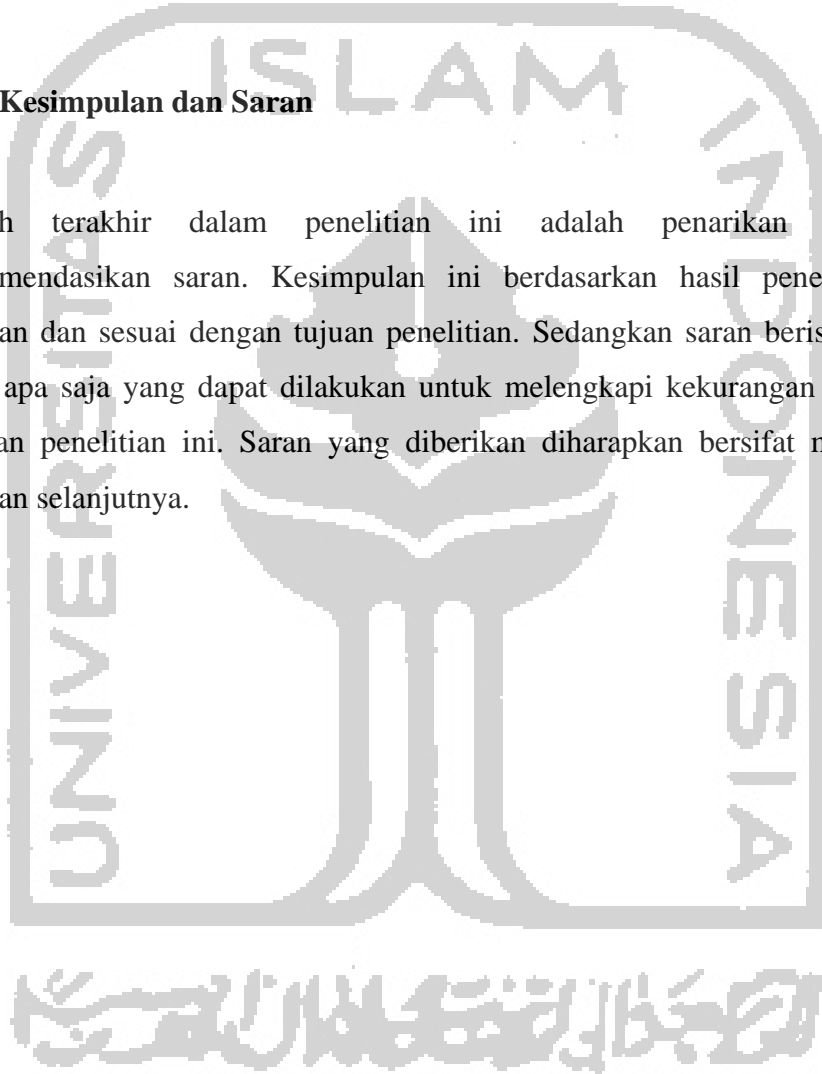 ISLAM
Kesimpulan dan Saran
h terakhir dalam penelitian ini adalah penarikan
mendasikan saran. Kesimpulan ini berdasarkan hasil pene
an dan sesuai dengan tujuan penelitian. Sedangkan saran beris
apa saja yang dapat dilakukan untuk melengkapi kekurangan
an penelitian ini. Saran yang diberikan diharapkan bersifat
an selanjutnya.
UNIVERSITAS
INDONESIA